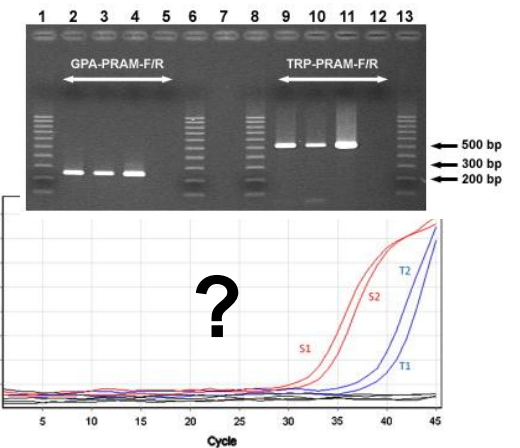 1 2 3 4 5 6 7 8 9 10 11 12 13
GPA-PRAM-F/R TRP-PRAM-F/R
500 bp
300 bp
200 bp
?
T2
S2
S1
T1
5 10 15 20 25 30 35 40 45
Cycle